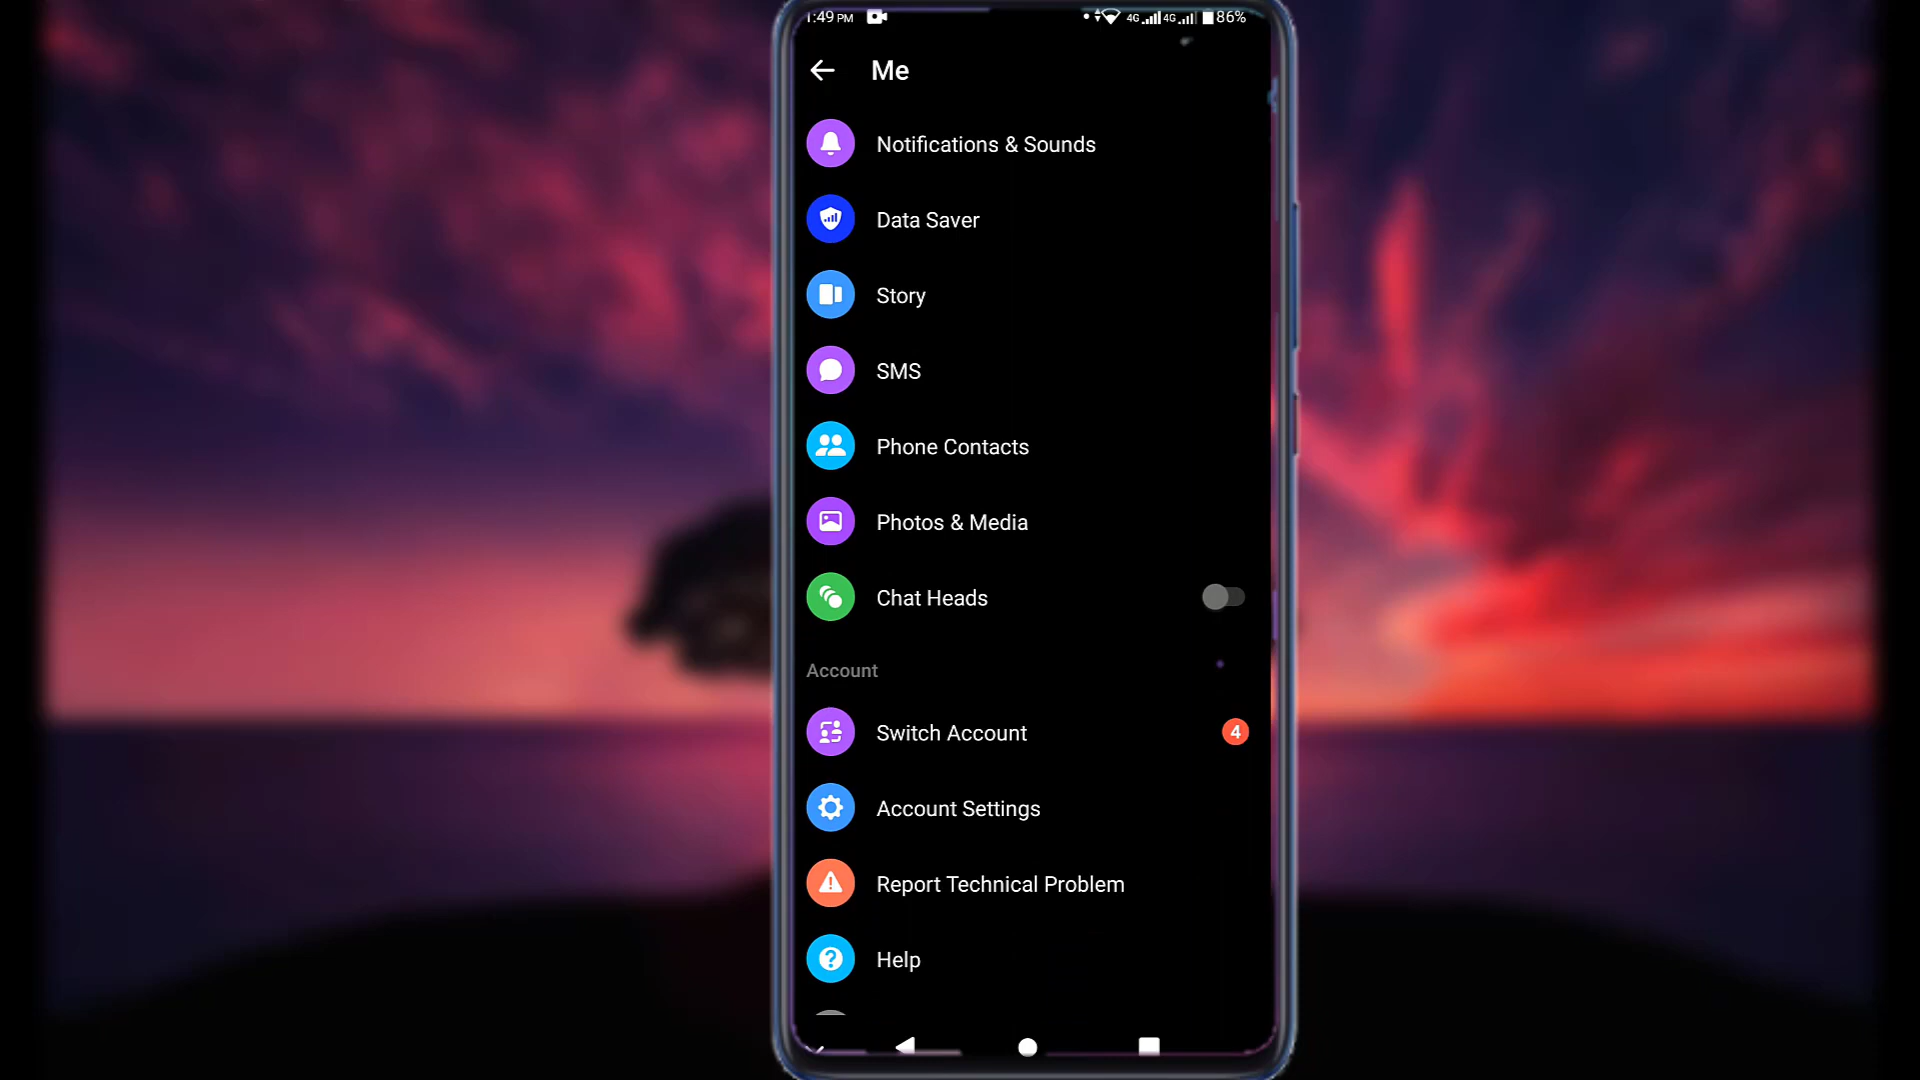 1:49 PM 4G 4G 86%
Me
Notifications & Sounds
Data Saver
Story
SMS
Phone Contacts
Photos & Media
Chat Heads
Account
Switch Account 4
Account Settings
Report Technical Problem
Help